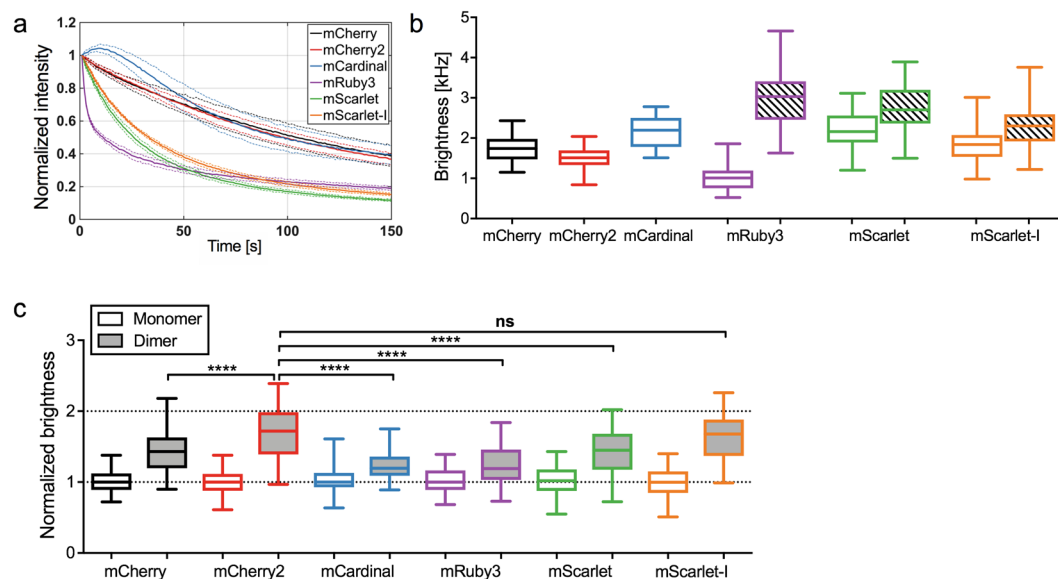 a
Normalized intensity
1.2
1
0.8
0.6
0.4
0.2
0
0
50
100
150
Time [s]
mCherry
mCherry2
mCardinal
mRuby3
mScarlet
mScarlet-I
b
Brightness [kHz]
5
4
3
2
1
0
mCherry
mCherry2
mCardinal
mRuby3
mScarlet
mScarlet-I
c
Monomer
Dimer
ns
****
****
****
****
Normalized brightness
3
2
1
0
mCherry
mCherry2
mCardinal
mRuby3
mScarlet
mScarlet-I